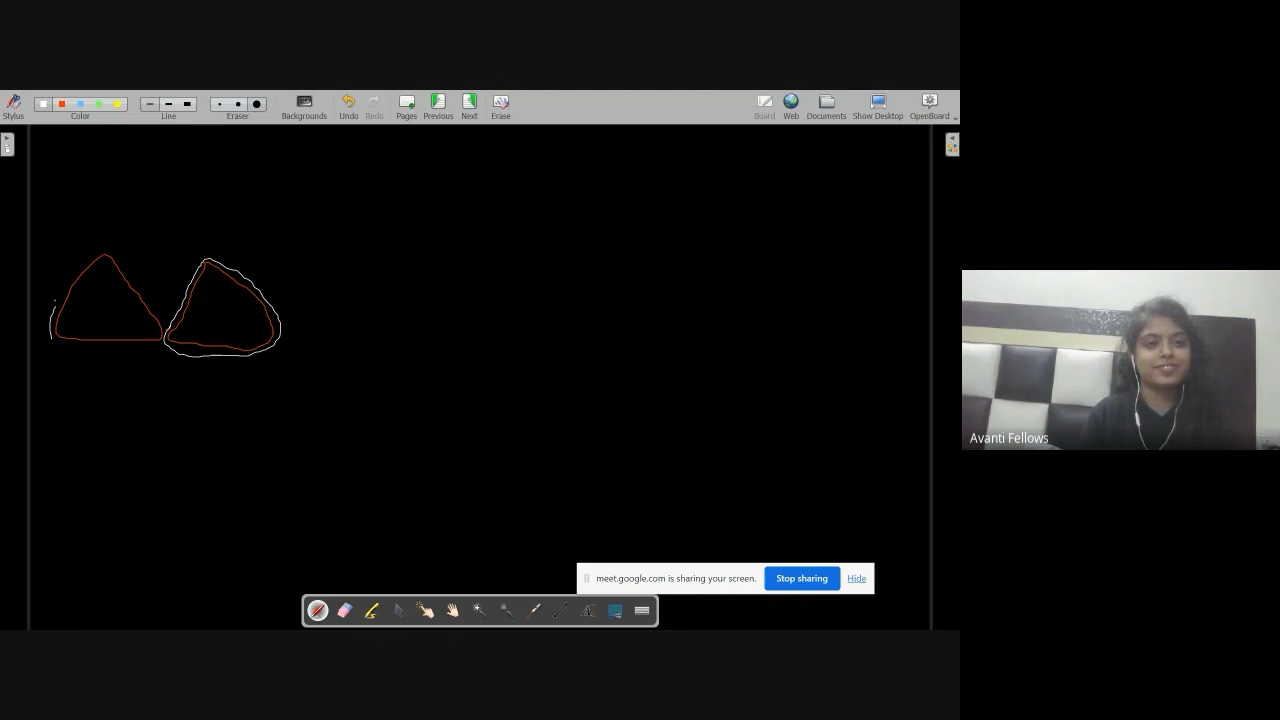 Stylus Color Line Eraser Backgrounds Undo Redo Pages Previous Next Erase Board Web Documents Show Desktop OpenBoard
Avanti Fellows
meet.google.com is sharing your screen. Stop sharing Hide